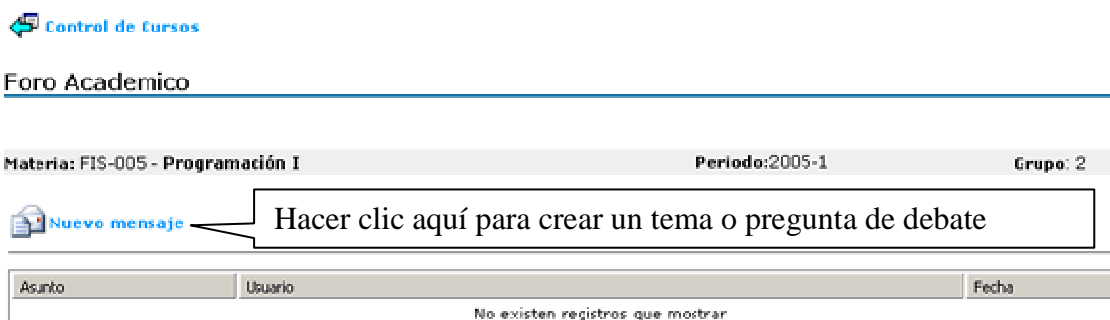 Control de Cursos
Foro Academico
Materia: FIS-005 - Programación I Periodo:2005-1 Grupo: 2
Nuevo mensaje
Hacer clic aquí para crear un tema o pregunta de debate
Asunto Usuario Fecha
No existen registros que mostrar